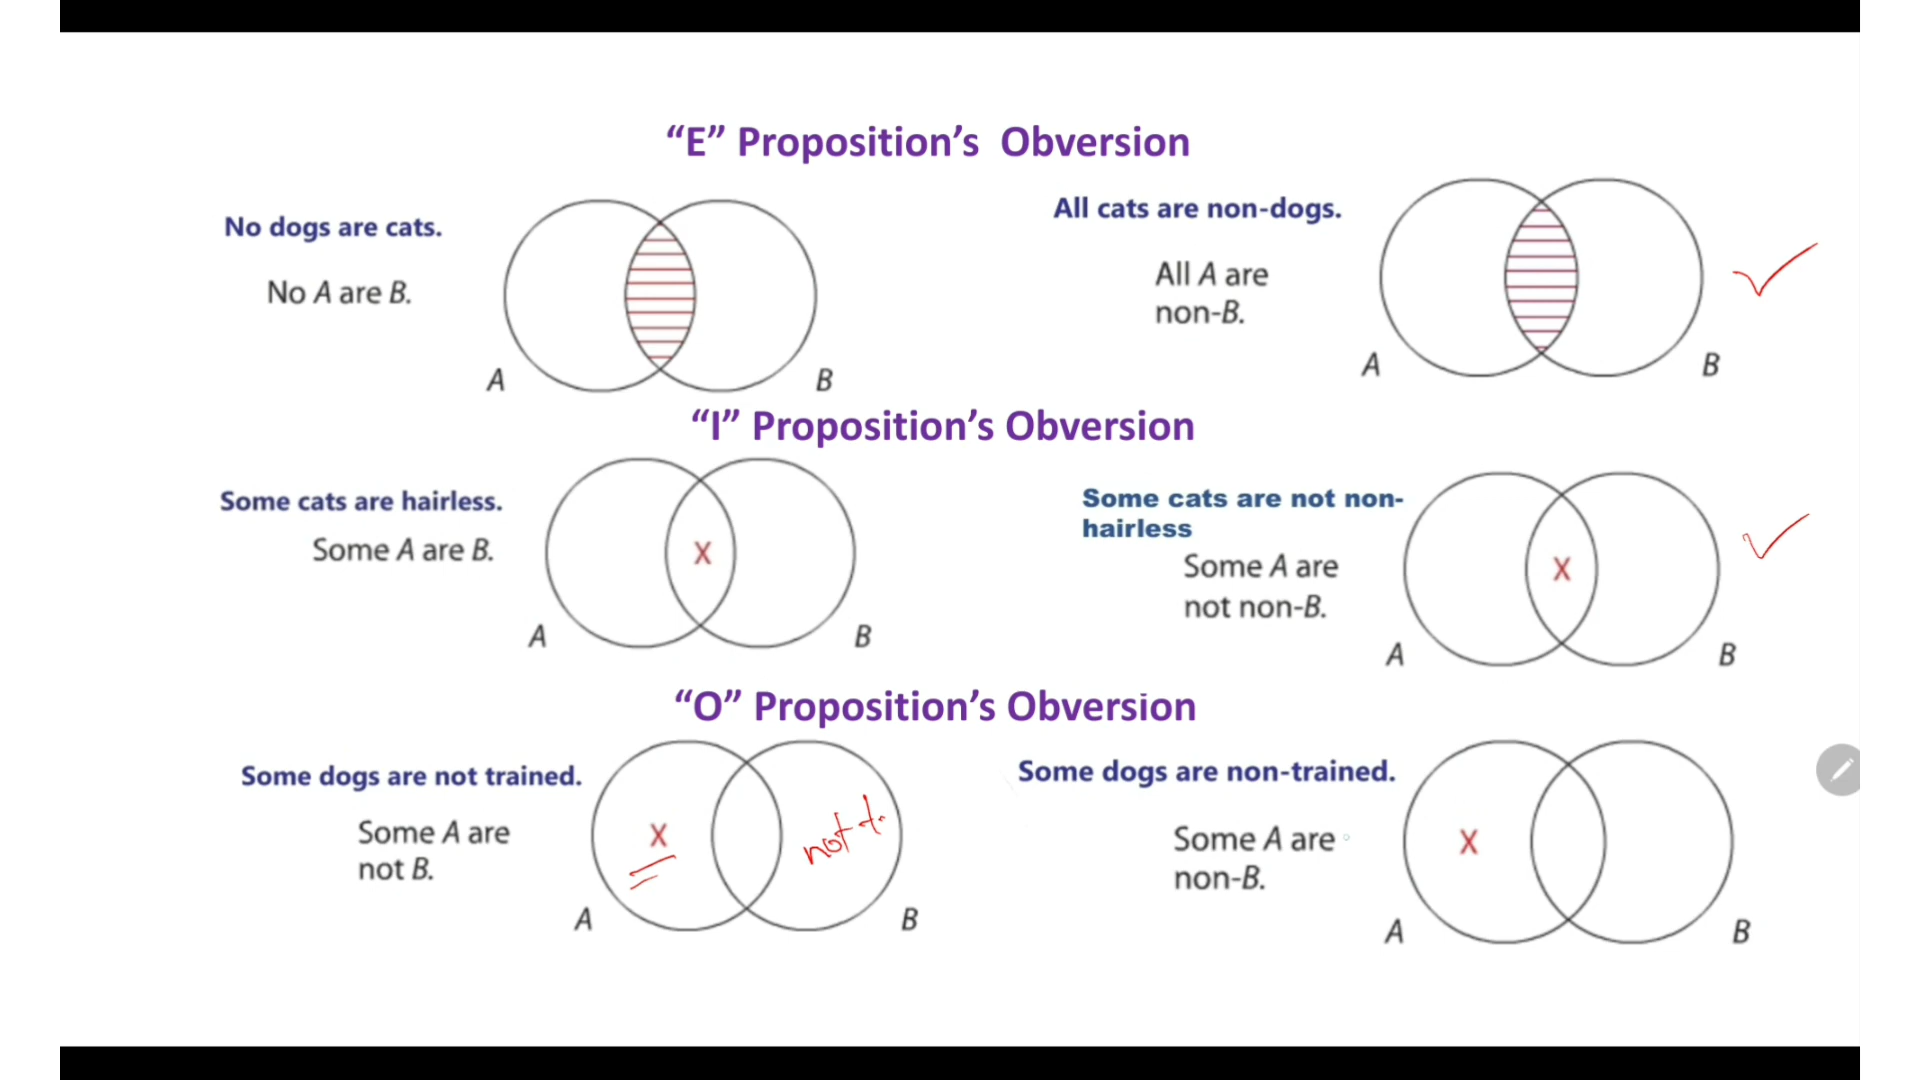 “E” Proposition’s Obversion
No dogs are cats.
No A are B.
A
B
All cats are non-dogs.
All A are
non-B.
A
B
“I” Proposition’s Obversion
Some cats are hairless.
Some A are B.
X
A
B
Some cats are not non-
hairless
Some A are
not non-B.
X
A
B
“O” Proposition’s Obversion
Some dogs are not trained.
Some A are
not B.
X
not t.
A
B
Some dogs are non-trained.
Some A are
non-B.
X
A
B